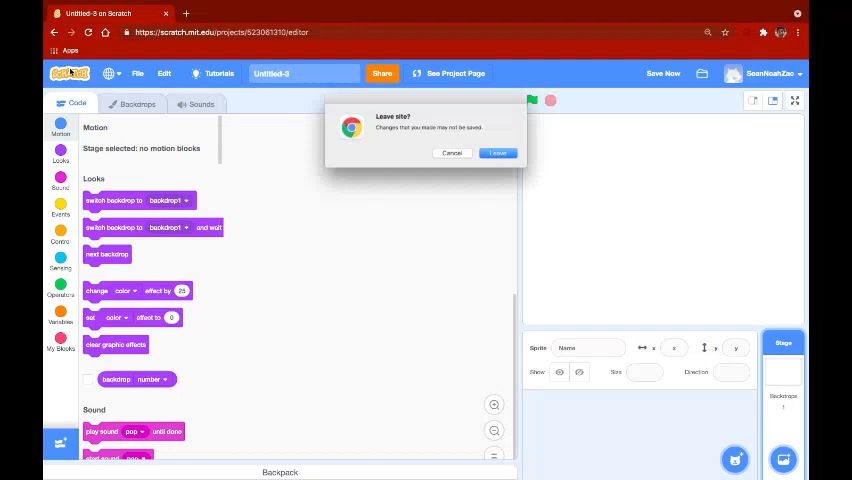 Untitled-3 on Scratch
https://scratch.mit.edu/projects/523061310/editor
Apps
SCRATCH
File
Edit
Tutorials
Untitled-3
Share
See Project Page
Save Now
SeanNoahZac
Code
Backdrops
Sounds
Leave site?
Changes that you made may not be saved.
Cancel
Leave
Motion
Looks
Sound
Events
Control
Sensing
Operators
Variables
My Blocks
Motion
Stage selected: no motion blocks
Looks
switch backdrop to backdrop1
switch backdrop to backdrop1 and wait
next backdrop
change color effect by 25
set color effect to 0
clear graphic effects
backdrop number
Sound
play sound pop until done
start sound pop
Backpack
Sprite Name x x y y
Show Size Direction
Stage
Backdrops
1